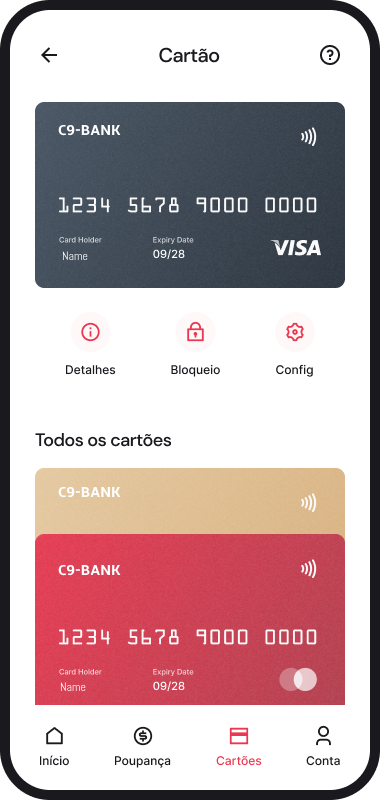 Cartão
C9-BANK
1234 5678 9000 0000
Card Holder Expiry Date
Name 09/28 VISA
Detalhes Bloqueio Config
Todos os cartões
C9-BANK
C9-BANK
1234 5678 9000 0000
Card Holder Expiry Date
Name 09/28
Início Poupança Cartões Conta